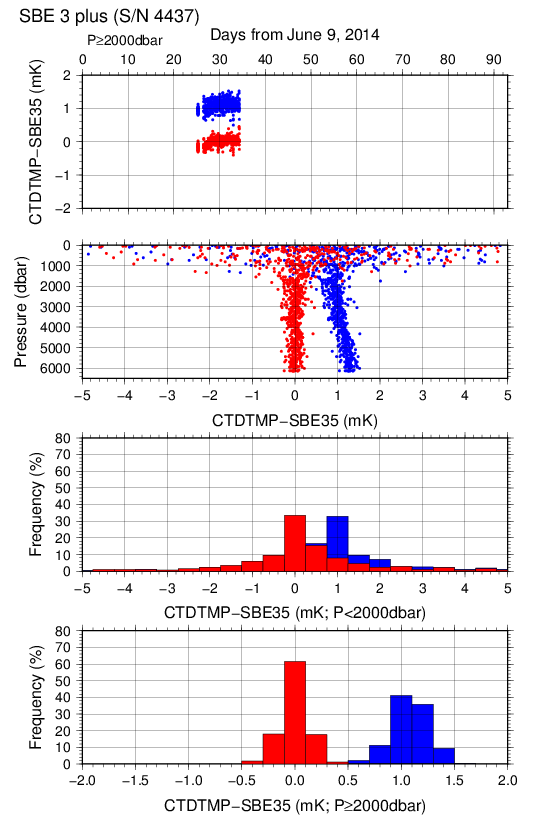 SBE 3 plus (S/N 4437)
P≥2000dbar
Days from June 9, 2014
0 10 20 30 40 50 60 70 80 90
CTDTMP−SBE35 (mK)
2
1
0
−1
−2
Pressure (dbar)
0
1000
2000
3000
4000
5000
6000
−5 −4 −3 −2 −1 0 1 2 3 4 5
CTDTMP−SBE35 (mK)
Frequency (%)
80
70
60
50
40
30
20
10
0
−5 −4 −3 −2 −1 0 1 2 3 4 5
CTDTMP−SBE35 (mK; P<2000dbar)
Frequency (%)
80
70
60
50
40
30
20
10
0
−2.0 −1.5 −1.0 −0.5 0.0 0.5 1.0 1.5 2.0
CTDTMP−SBE35 (mK; P≥2000dbar)